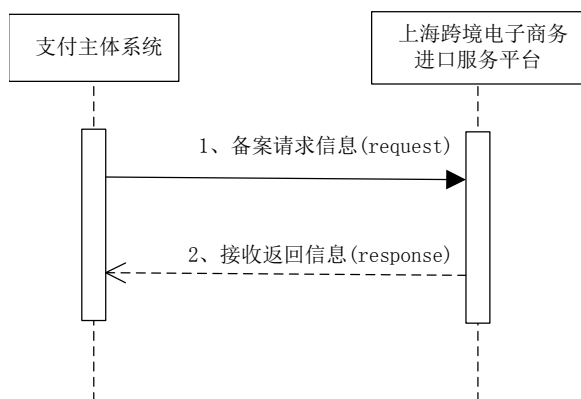 支付主体系统
上海跨境电子商务
进口服务平台
1、备案请求信息(request)
2、接收返回信息(response)